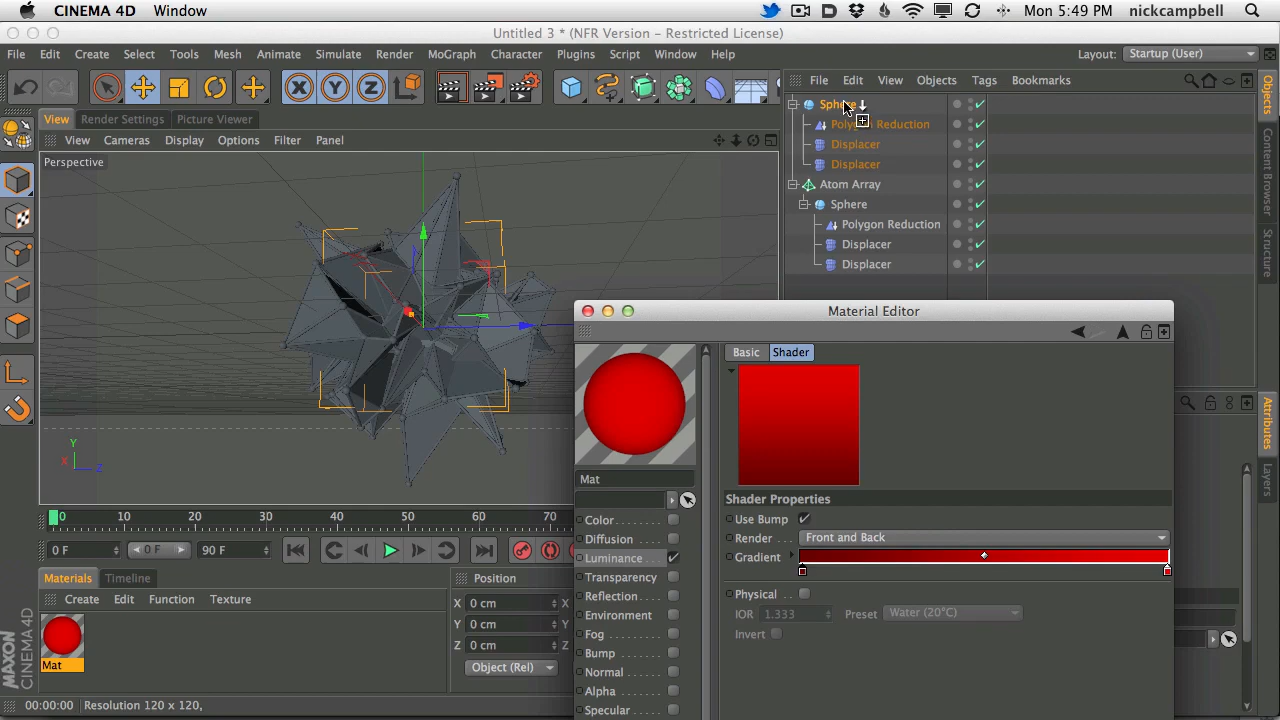 CINEMA 4D Window Mon 5:49 PM nickcampbell
Untitled 3 * (NFR Version - Restricted License)
File Edit Create Select Tools Mesh Animate Simulate Render MoGraph Character Plugins Script Window Help Layout: Startup (User)
File Edit View Objects Tags Bookmarks
View Render Settings Picture Viewer
View Cameras Display Options Filter Panel
Perspective
Sphere
Polygon Reduction
Displacer
Displacer
Atom Array
Sphere
Polygon Reduction
Displacer
Displacer
Objects
Content Browser
Structure
Attributes
Layers
Y
X Z
Material Editor
Basic Shader
Mat
Color
Diffusion
Luminance
Transparency
Reflection
Environment
Fog
Bump
Normal
Alpha
Specular
Shader Properties
Use Bump
Render Front and Back
Gradient
Physical
IOR 1.333 Preset Water (20°C)
Invert
0 10 20 30 40 50 60 70
0 F 0 F 90 F
Materials Timeline
Create Edit Function Texture
Mat
Position
X 0 cm X
Y 0 cm Y
Z 0 cm Z
Object (Rel)
MAXON
CINEMA 4D
00:00:00 Resolution 120 x 120,